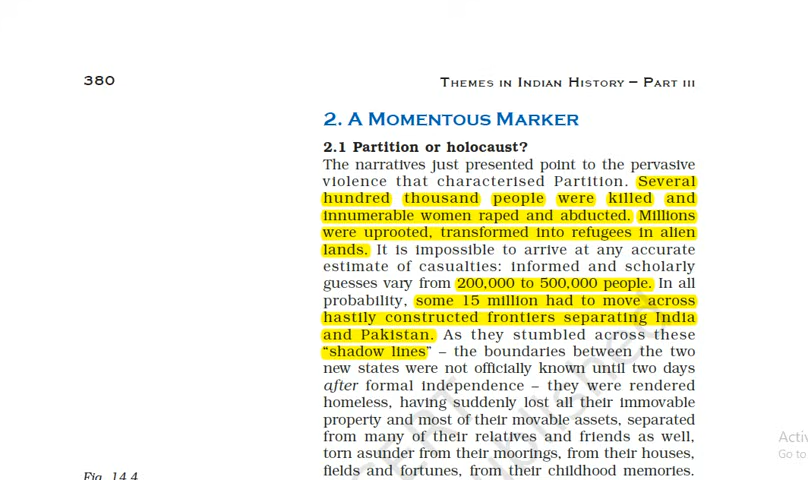 380
THEMES IN INDIAN HISTORY – PART III
2. A MOMENTOUS MARKER
2.1 Partition or holocaust?
The narratives just presented point to the pervasive
violence that characterised Partition. Several
hundred thousand people were killed and
innumerable women raped and abducted. Millions
were uprooted, transformed into refugees in alien
lands. It is impossible to arrive at any accurate
estimate of casualties: informed and scholarly
guesses vary from 200,000 to 500,000 people. In all
probability, some 15 million had to move across
hastily constructed frontiers separating India
and Pakistan. As they stumbled across these
“shadow lines” – the boundaries between the two
new states were not officially known until two days
after formal independence – they were rendered
homeless, having suddenly lost all their immovable
property and most of their movable assets, separated
from many of their relatives and friends as well,
torn asunder from their moorings, from their houses,
fields and fortunes, from their childhood memories.
Fig. 14.4
Go to